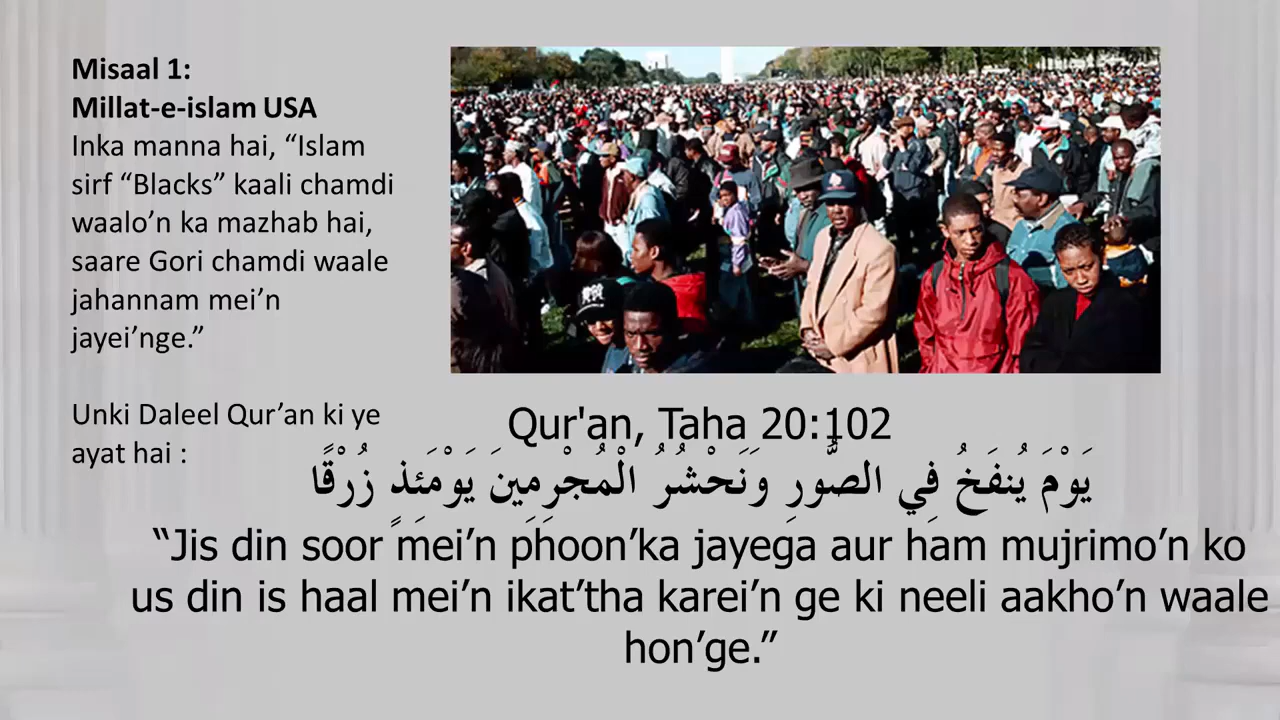 Misaal 1:
Millat-e-islam USA
Inka manna hai, “Islam
sirf “Blacks” kaali chamdi
waalo’n ka mazhab hai,
saare Gori chamdi waale
jahannam mei’n
jayei’nge.”
Unki Daleel Qur’an ki ye
ayat hai :
Qur'an, Taha 20:102
يَوْمَ يُنفَخُ فِي الصُّورِ وَنَحْشُرُ الْمُجْرِمِينَ يَوْمَئِذٍ زُرْقًا
“Jis din soor mei’n phoon’ka jayega aur ham mujrimo’n ko
us din is haal mei’n ikat’tha karei’n ge ki neeli aakho’n waale
hon’ge.”